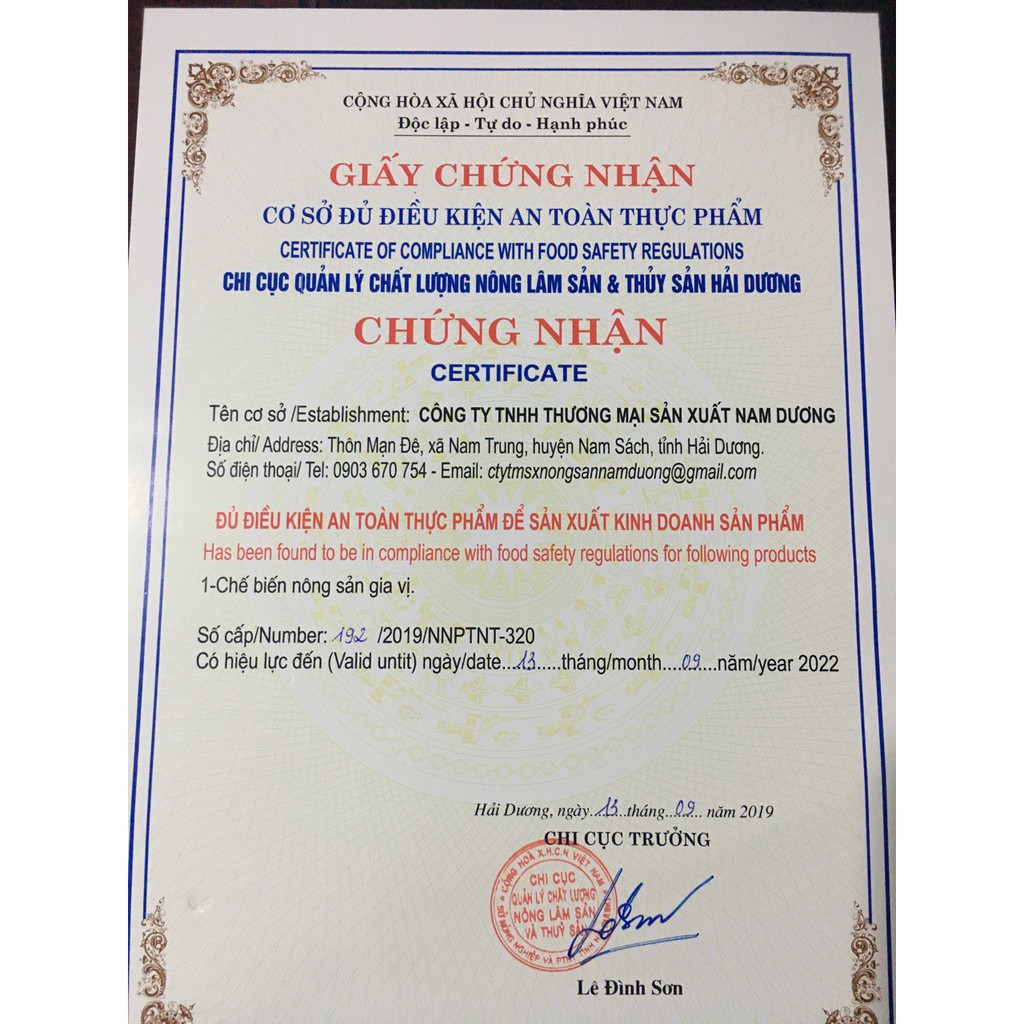 CỘNG HÒA XÃ HỘI CHỦ NGHĨA VIỆT NAM
Độc lập - Tự do - Hạnh phúc
GIẤY CHỨNG NHẬN
CƠ SỞ ĐỦ ĐIỀU KIỆN AN TOÀN THỰC PHẨM
CERTIFICATE OF COMPLIANCE WITH FOOD SAFETY REGULATIONS
CHI CỤC QUẢN LÝ CHẤT LƯỢNG NÔNG LÂM SẢN & THỦY SẢN HẢI DƯƠNG
CHỨNG NHẬN
CERTIFICATE
Tên cơ sở /Establishment: CÔNG TY TNHH THƯƠNG MẠI SẢN XUẤT NAM DƯƠNG
Địa chỉ/ Address: Thôn Mạn Đê, xã Nam Trung, huyện Nam Sách, tỉnh Hải Dương.
Số điện thoại/ Tel: 0903 670 754 - Email: ctytmsxnongsannamduong@gmail.com
ĐỦ ĐIỀU KIỆN AN TOÀN THỰC PHẨM ĐỂ SẢN XUẤT KINH DOANH SẢN PHẨM
Has been found to be in compliance with food safety regulations for following products
1-Chế biến nông sản gia vị.
Số cấp/Number: 192 /2019/NNPTNT-320
Có hiệu lực đến (Valid untit) ngày/date...13.....tháng/month....09...năm/year 2022
Hải Dương, ngày..13..tháng..09... năm 2019
CHI CỤC TRƯỞNG
CỘNG HOÀ X.H.C.N VIỆT NAM
CHI CỤC
QUẢN LÝ CHẤT LƯỢNG
NÔNG LÂM SẢN
VÀ THUỶ SẢN
Lê Đình Sơn